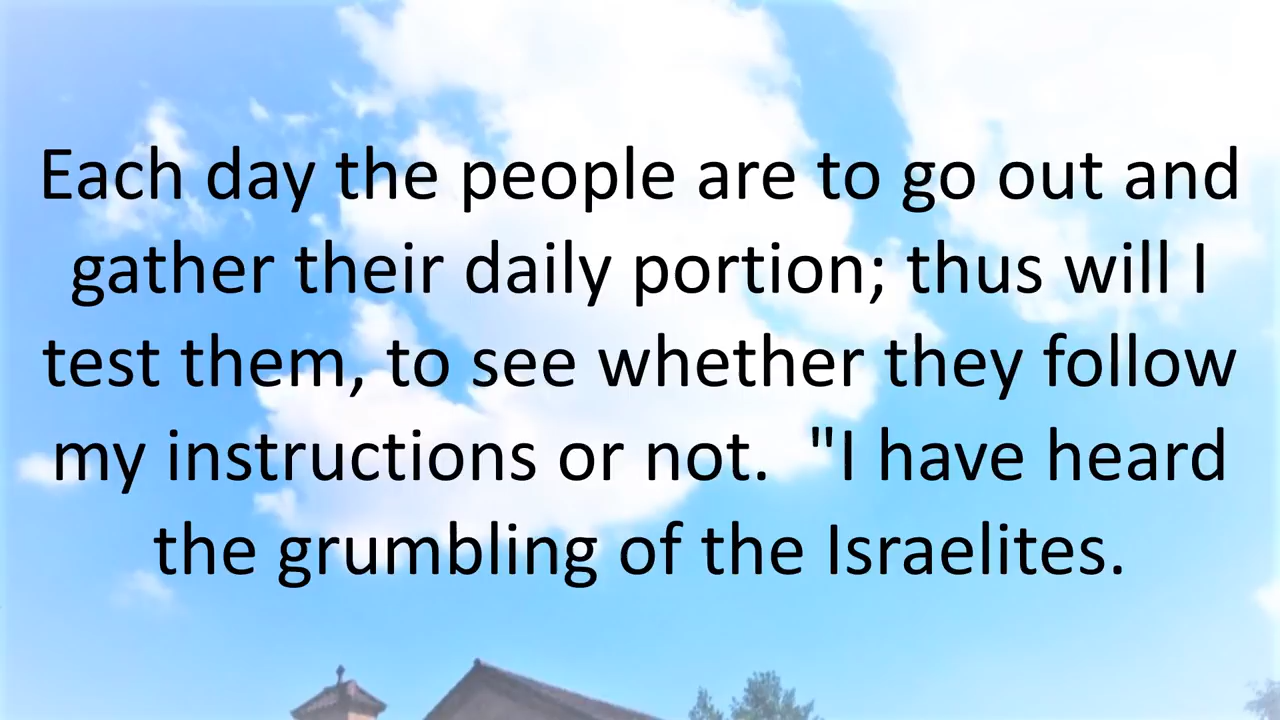 Each day the people are to go out and
gather their daily portion; thus will I
test them, to see whether they follow
my instructions or not.  "I have heard
the grumbling of the Israelites.